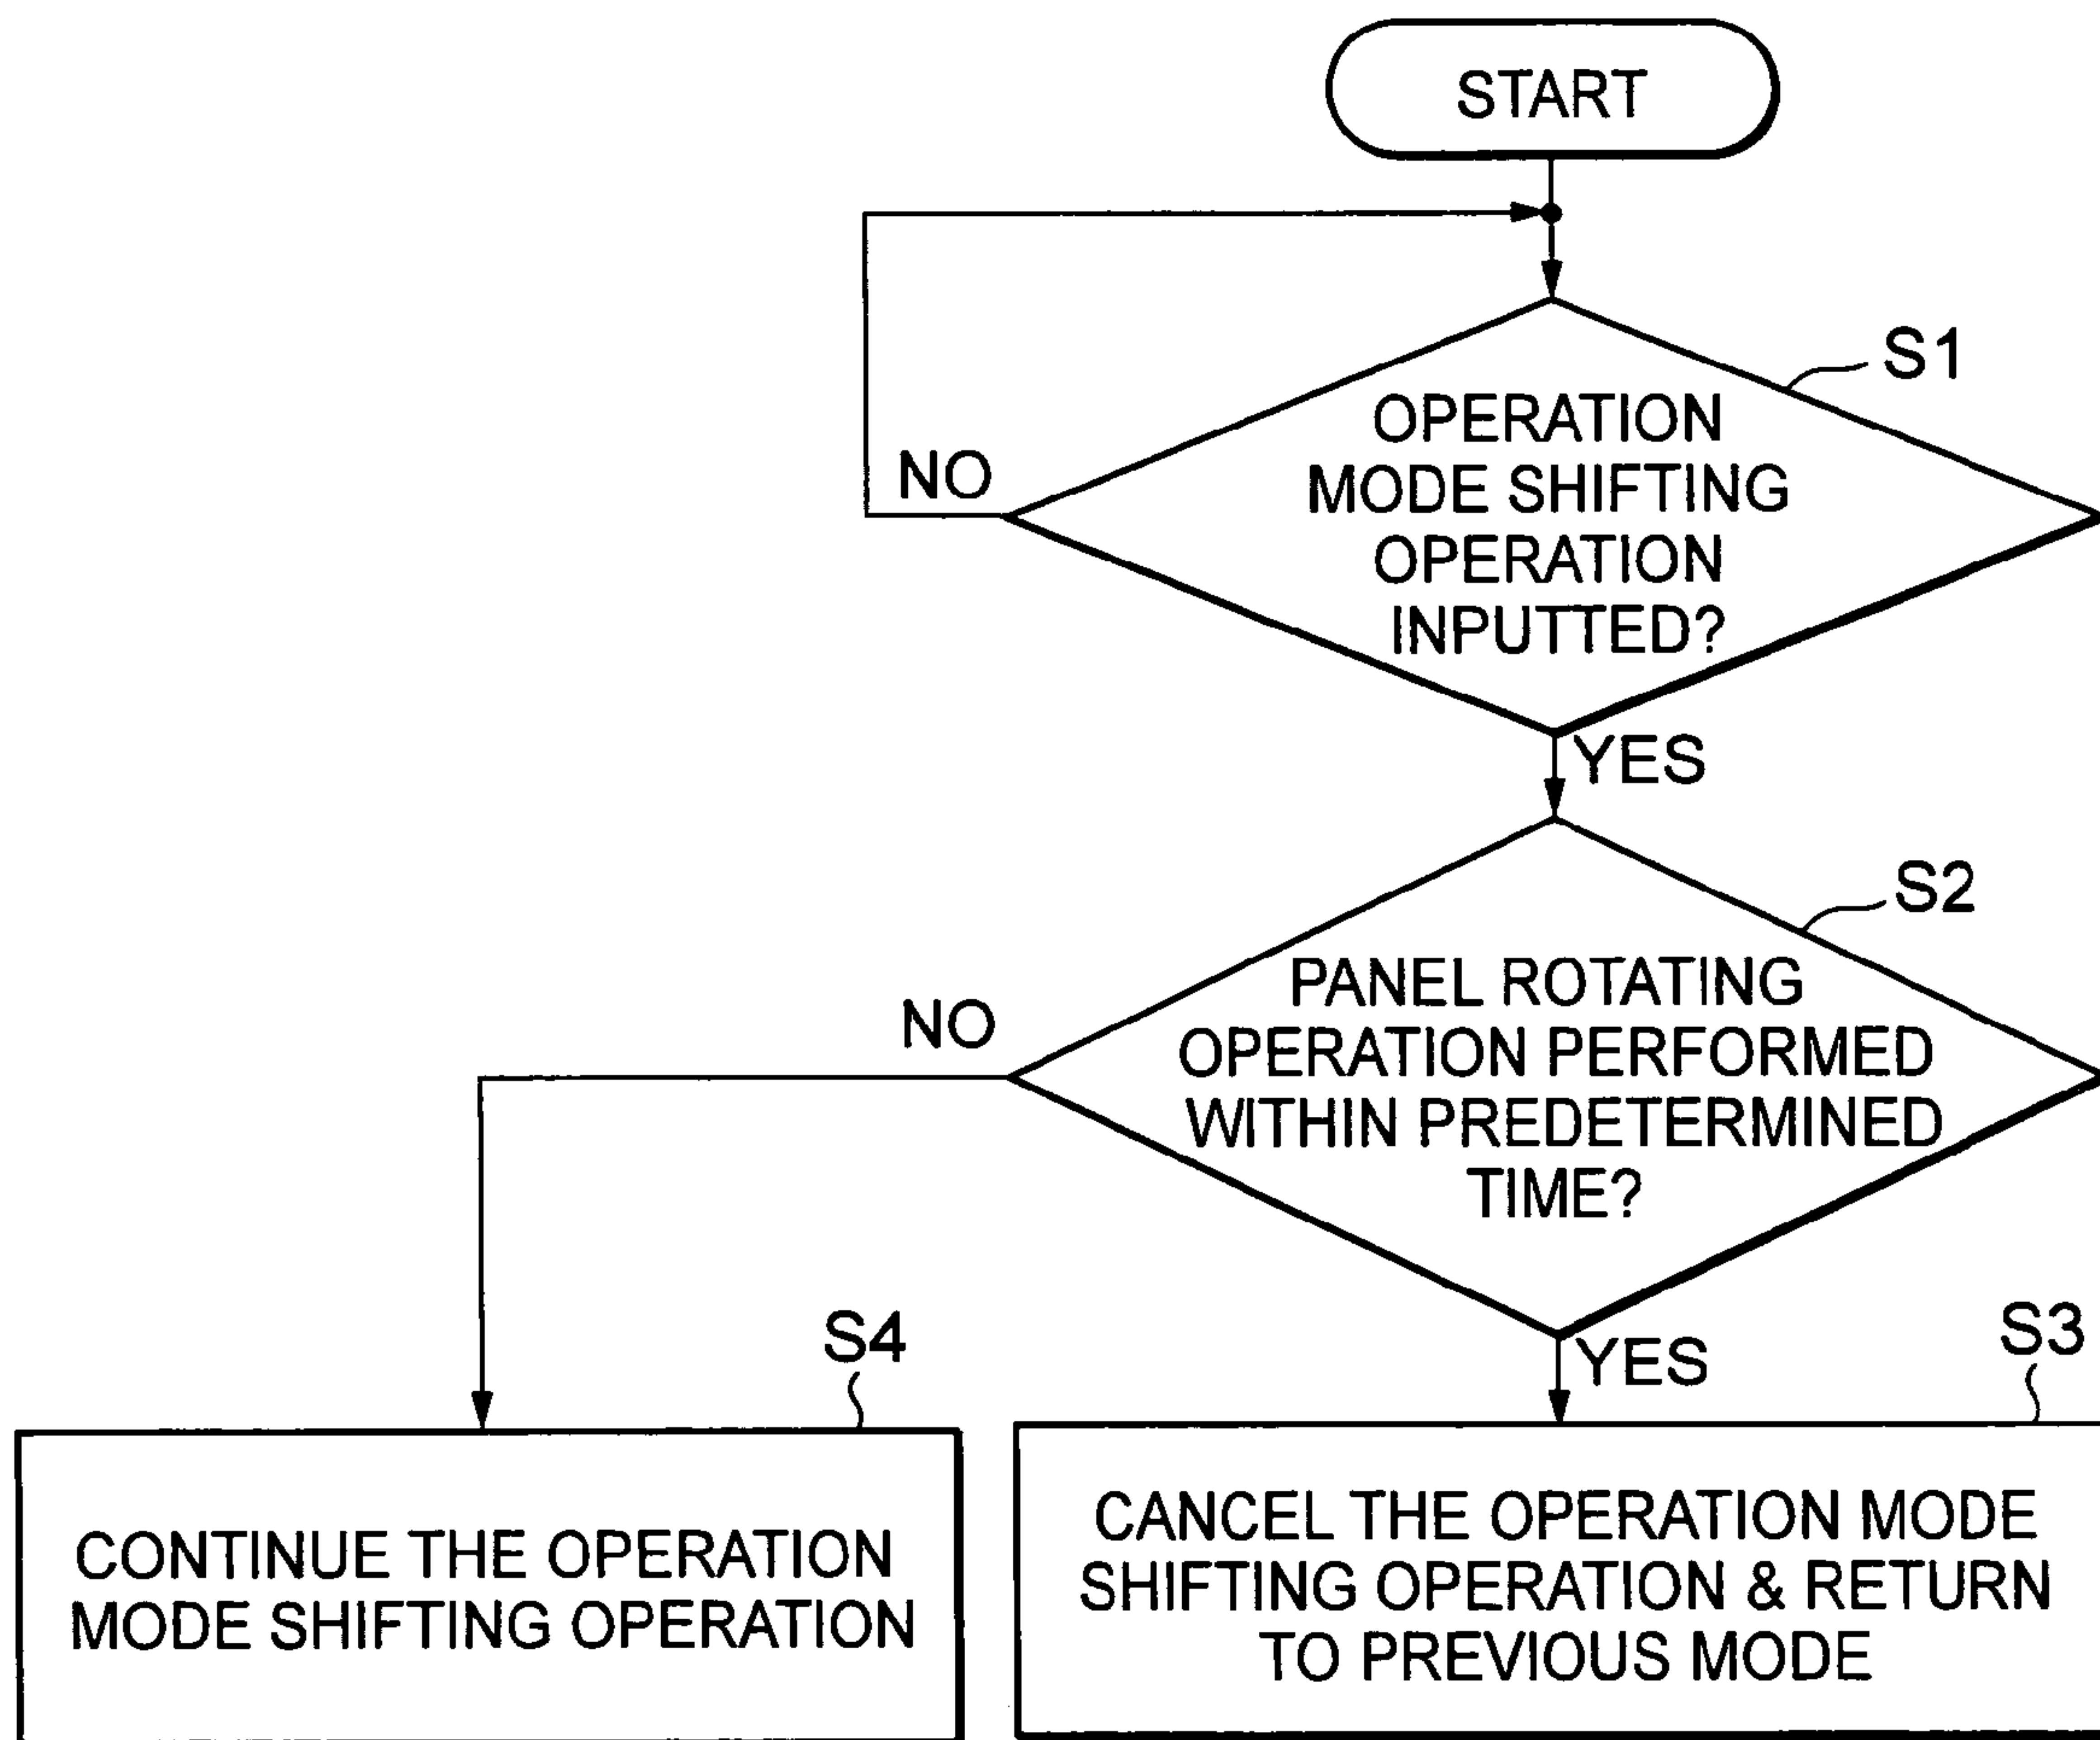 START
S1
OPERATION
MODE SHIFTING
OPERATION
INPUTTED?
NO
YES
S2
PANEL ROTATING
OPERATION PERFORMED
WITHIN PREDETERMINED
TIME?
NO
YES
S4
CONTINUE THE OPERATION
MODE SHIFTING OPERATION
S3
CANCEL THE OPERATION MODE
SHIFTING OPERATION & RETURN
TO PREVIOUS MODE